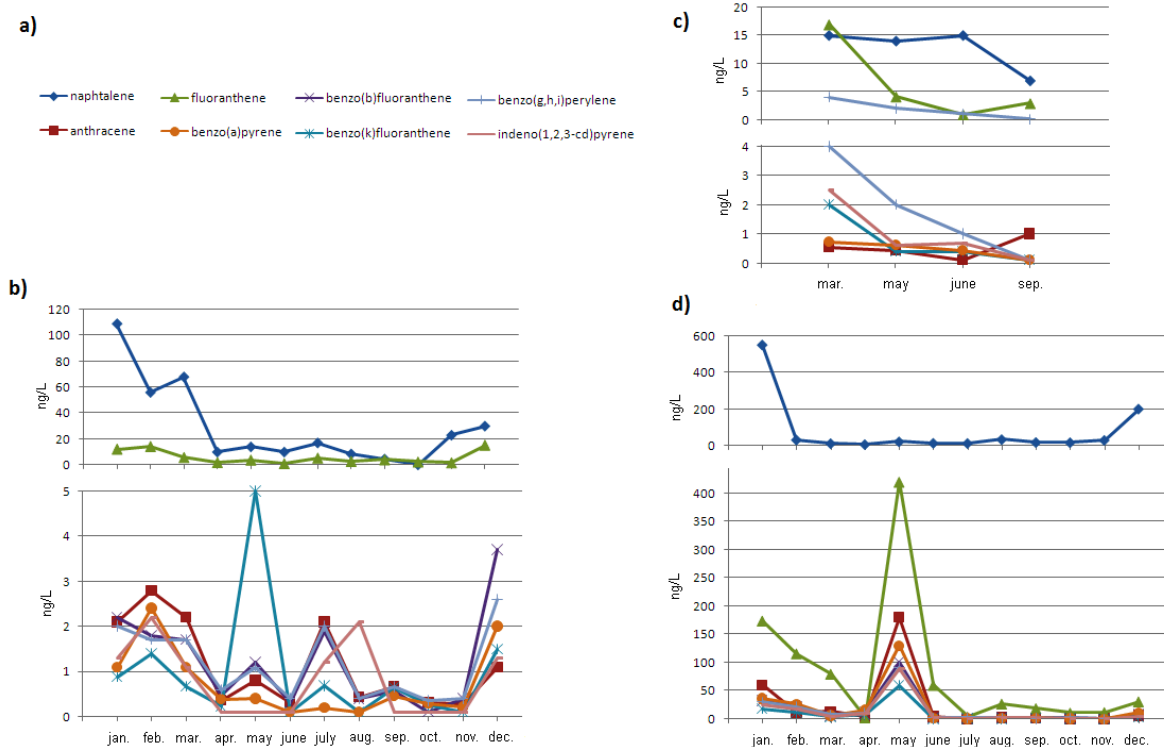 a)
naphtalene fluoranthene benzo(b)fluoranthene benzo(g,h,i)perylene
anthracene benzo(a)pyrene benzo(k)fluoranthene indeno(1,2,3-cd)pyrene
c)
ng/L
20
15
10
5
0
ng/L
4
3
2
1
0
mar. may june sep.
b)
ng/L
120
100
80
60
40
20
0
ng/L
5
4
3
2
1
0
jan. feb. mar. apr. may june july aug. sep. oct. nov. dec.
d)
ng/L
600
400
200
0
ng/L
400
350
300
250
200
150
100
50
0
jan. feb. mar. apr. may june july aug. sep. oct. nov. dec.